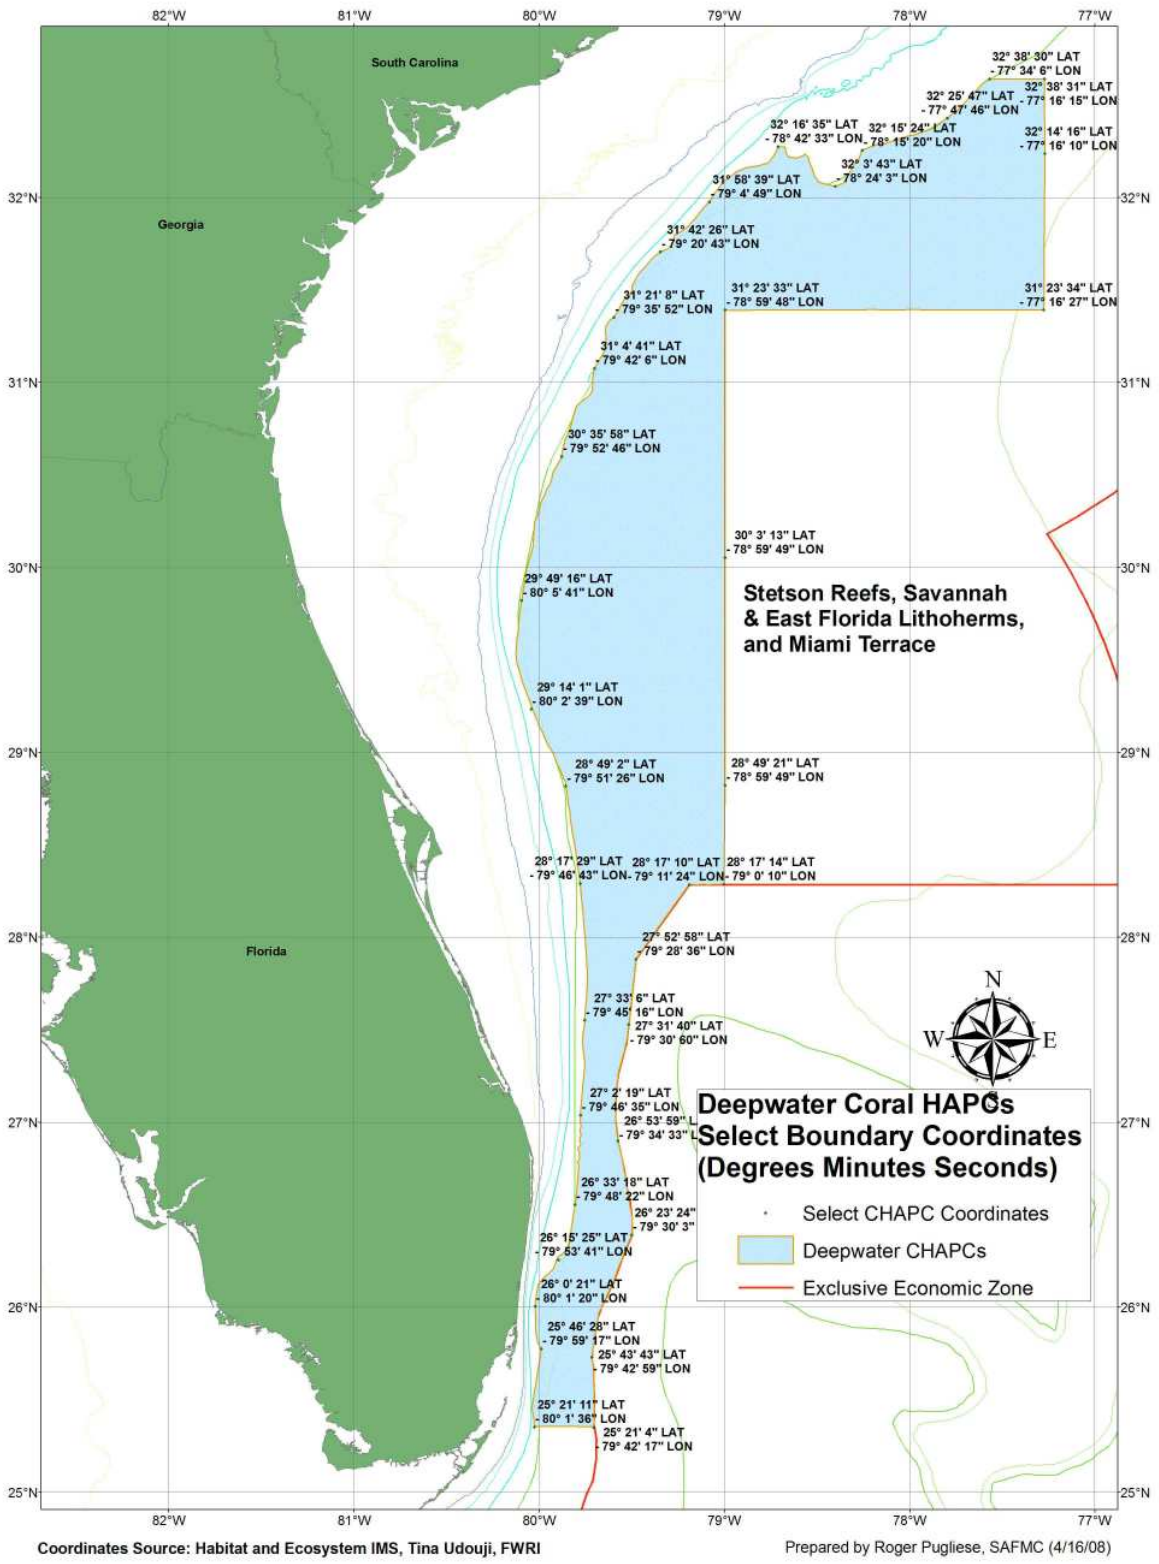 82°W 81°W 80°W 79°W 78°W 77°W
South Carolina
32° 38' 30" LAT
- 77° 34' 6" LON
32° 38' 31" LAT
- 77° 16' 15" LON
32° 25' 47" LAT
- 77° 47' 46" LON
32° 16' 35" LAT
- 78° 42' 33" LON
32° 15' 24" LAT
- 78° 15' 20" LON
32° 14' 16" LAT
- 77° 16' 10" LON
32° 3' 43" LAT
- 78° 24' 3" LON
31° 58' 39" LAT
- 79° 4' 49" LON
32°N 32°N
Georgia
31° 42' 26" LAT
- 79° 20' 43" LON
31° 21' 8" LAT
- 79° 35' 52" LON
31° 23' 33" LAT
- 78° 59' 48" LON
31° 23' 34" LAT
- 77° 16' 27" LON
31° 4' 41" LAT
- 79° 42' 6" LON
31°N 31°N
30° 35' 58" LAT
- 79° 52' 46" LON
30° 3' 13" LAT
- 78° 59' 49" LON
30°N 30°N
29° 49' 16" LAT
- 80° 5' 41" LON
Stetson Reefs, Savannah
& East Florida Lithoherms,
and Miami Terrace
29° 14' 1" LAT
- 80° 2' 39" LON
29°N 29°N
28° 49' 2" LAT
- 79° 51' 26" LON
28° 49' 21" LAT
- 78° 59' 49" LON
28° 17' 29" LAT
- 79° 46' 43" LON
28° 17' 10" LAT
- 79° 11' 24" LON
28° 17' 14" LAT
- 79° 0' 10" LON
28°N 28°N
Florida
27° 52' 58" LAT
- 79° 28' 36" LON
N
W E
S
27° 33' 6" LAT
- 79° 45' 16" LON
27° 31' 40" LAT
- 79° 30' 60" LON
27° 2' 19" LAT
- 79° 46' 35" LON
27°N 27°N
26° 53' 59" L
- 79° 34' 33" L
Deepwater Coral HAPCs
Select Boundary Coordinates
(Degrees Minutes Seconds)
Select CHAPC Coordinates
Deepwater CHAPCs
Exclusive Economic Zone
26° 33' 18" LAT
- 79° 48' 22" LON
26° 23' 24"
- 79° 30' 3"
26° 15' 25" LAT
- 79° 53' 41" LON
26° 0' 21" LAT
- 80° 1' 20" LON
26°N 26°N
25° 46' 28" LAT
- 79° 59' 17" LON
25° 43' 43" LAT
- 79° 42' 59" LON
25° 21' 11" LAT
- 80° 1' 36" LON
25° 21' 4" LAT
- 79° 42' 17" LON
25°N 25°N
82°W 81°W 80°W 79°W 78°W 77°W
Coordinates Source: Habitat and Ecosystem IMS, Tina Udouji, FWRI
Prepared by Roger Pugliese, SAFMC (4/16/08)